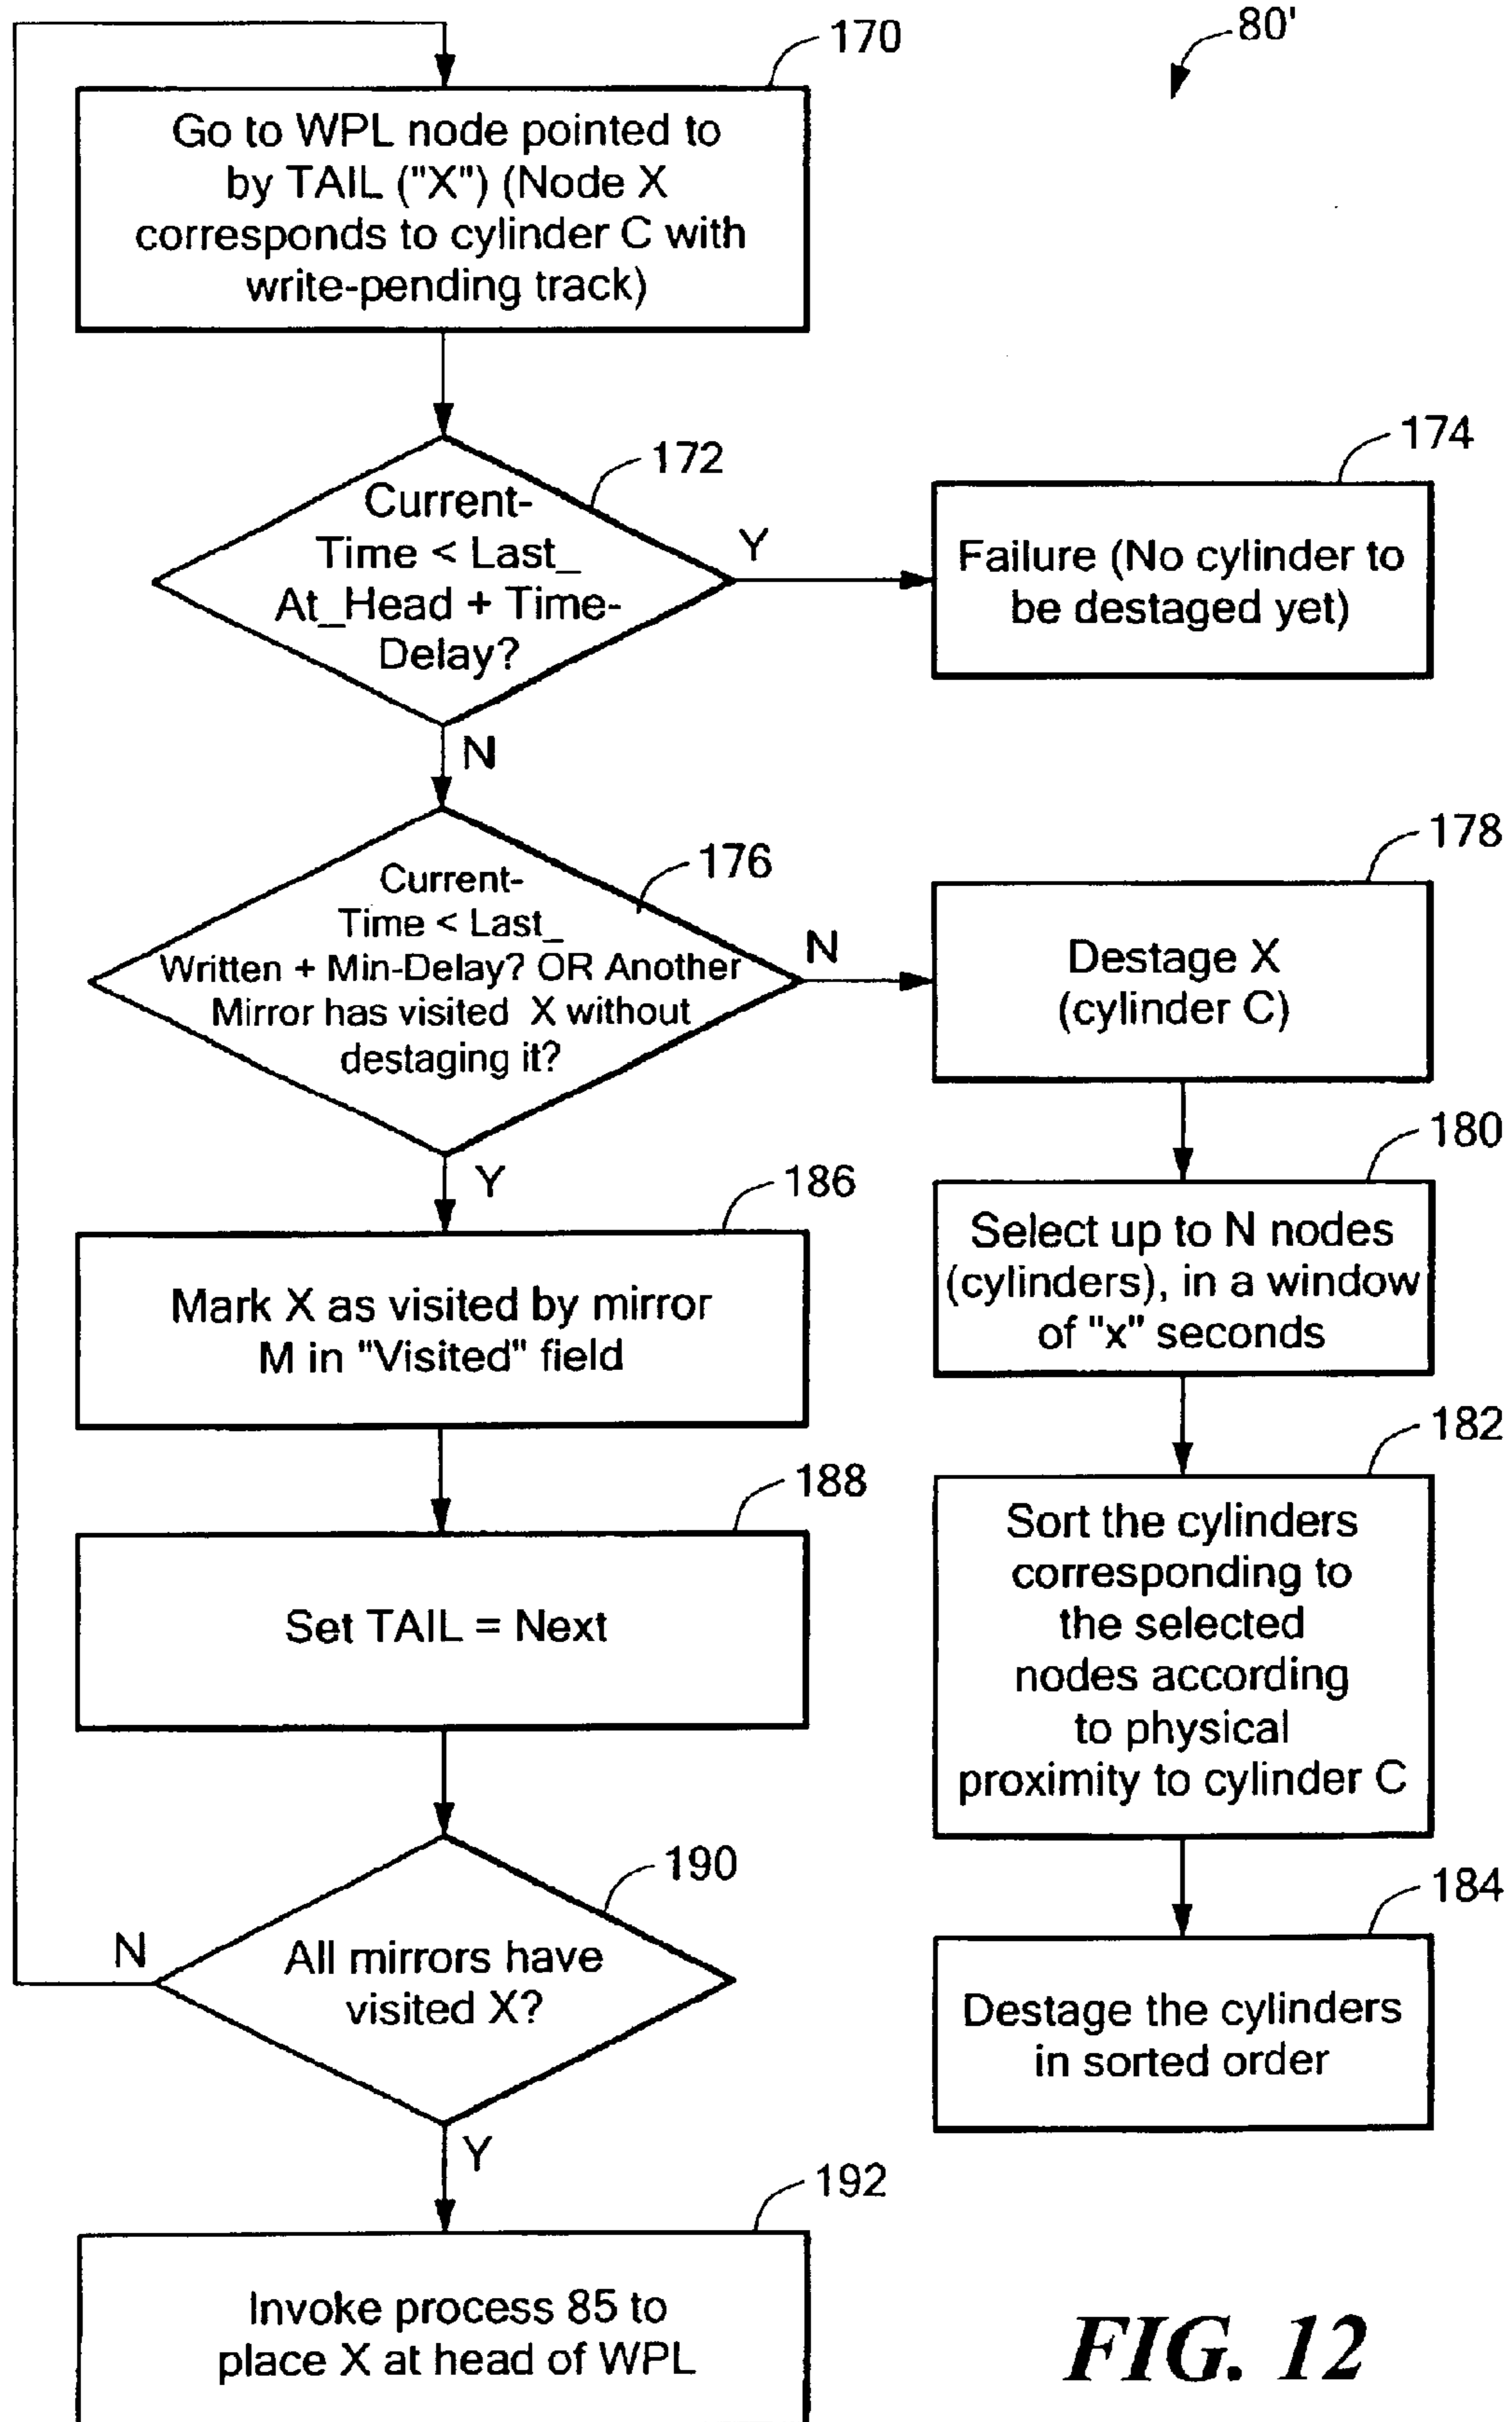 80'
170
Go to WPL node pointed to
by TAIL ("X") (Node X
corresponds to cylinder C with
write-pending track)
172
Current-
Time < Last_
At_Head + Time-
Delay?
Y
N
174
Failure (No cylinder to
be destaged yet)
176
Current-
Time < Last_
Written + Min-Delay? OR Another
Mirror has visited X without
destaging it?
N
Y
178
Destage X
(cylinder C)
180
Select up to N nodes
(cylinders), in a window
of "x" seconds
182
Sort the cylinders
corresponding to
the selected
nodes according
to physical
proximity to cylinder C
184
Destage the cylinders
in sorted order
186
Mark X as visited by mirror
M in "Visited" field
188
Set TAIL = Next
190
All mirrors have
visited X?
N
Y
192
Invoke process 85 to
place X at head of WPL
FIG. 12